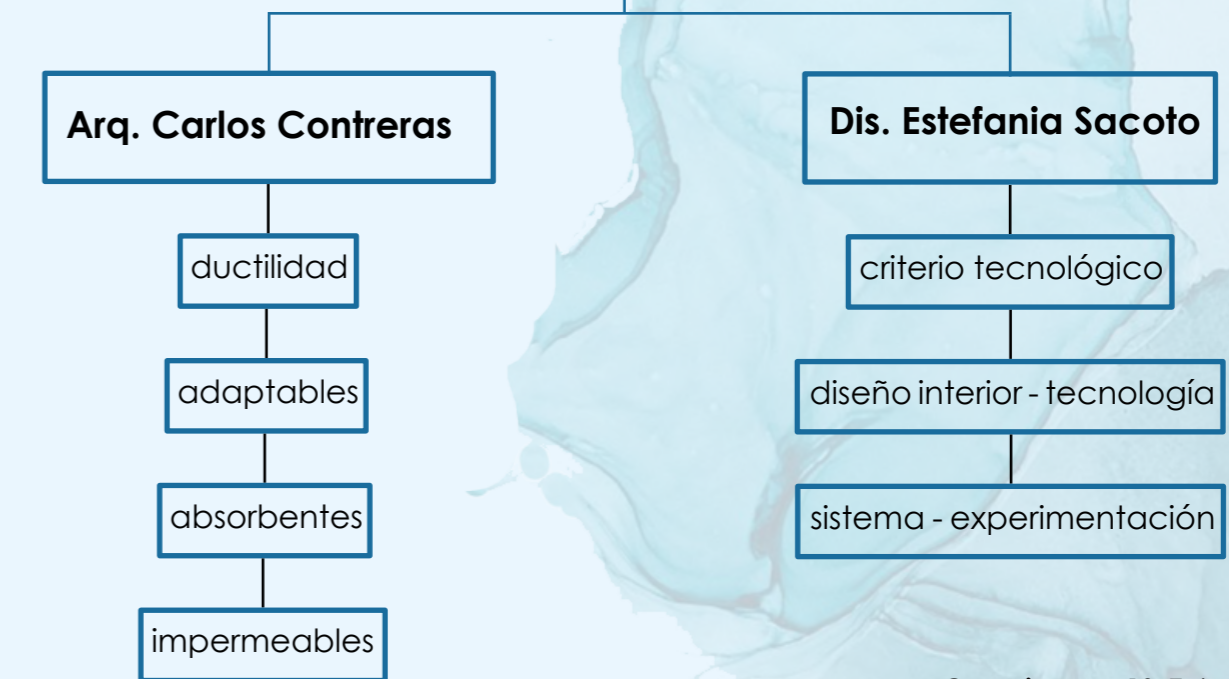 Arq. Carlos Contreras
ductilidad
adaptables
absorbentes
impermeables
Dis. Estefania Sacoto
criterio tecnológico
diseño interior - tecnología
sistema - experimentación